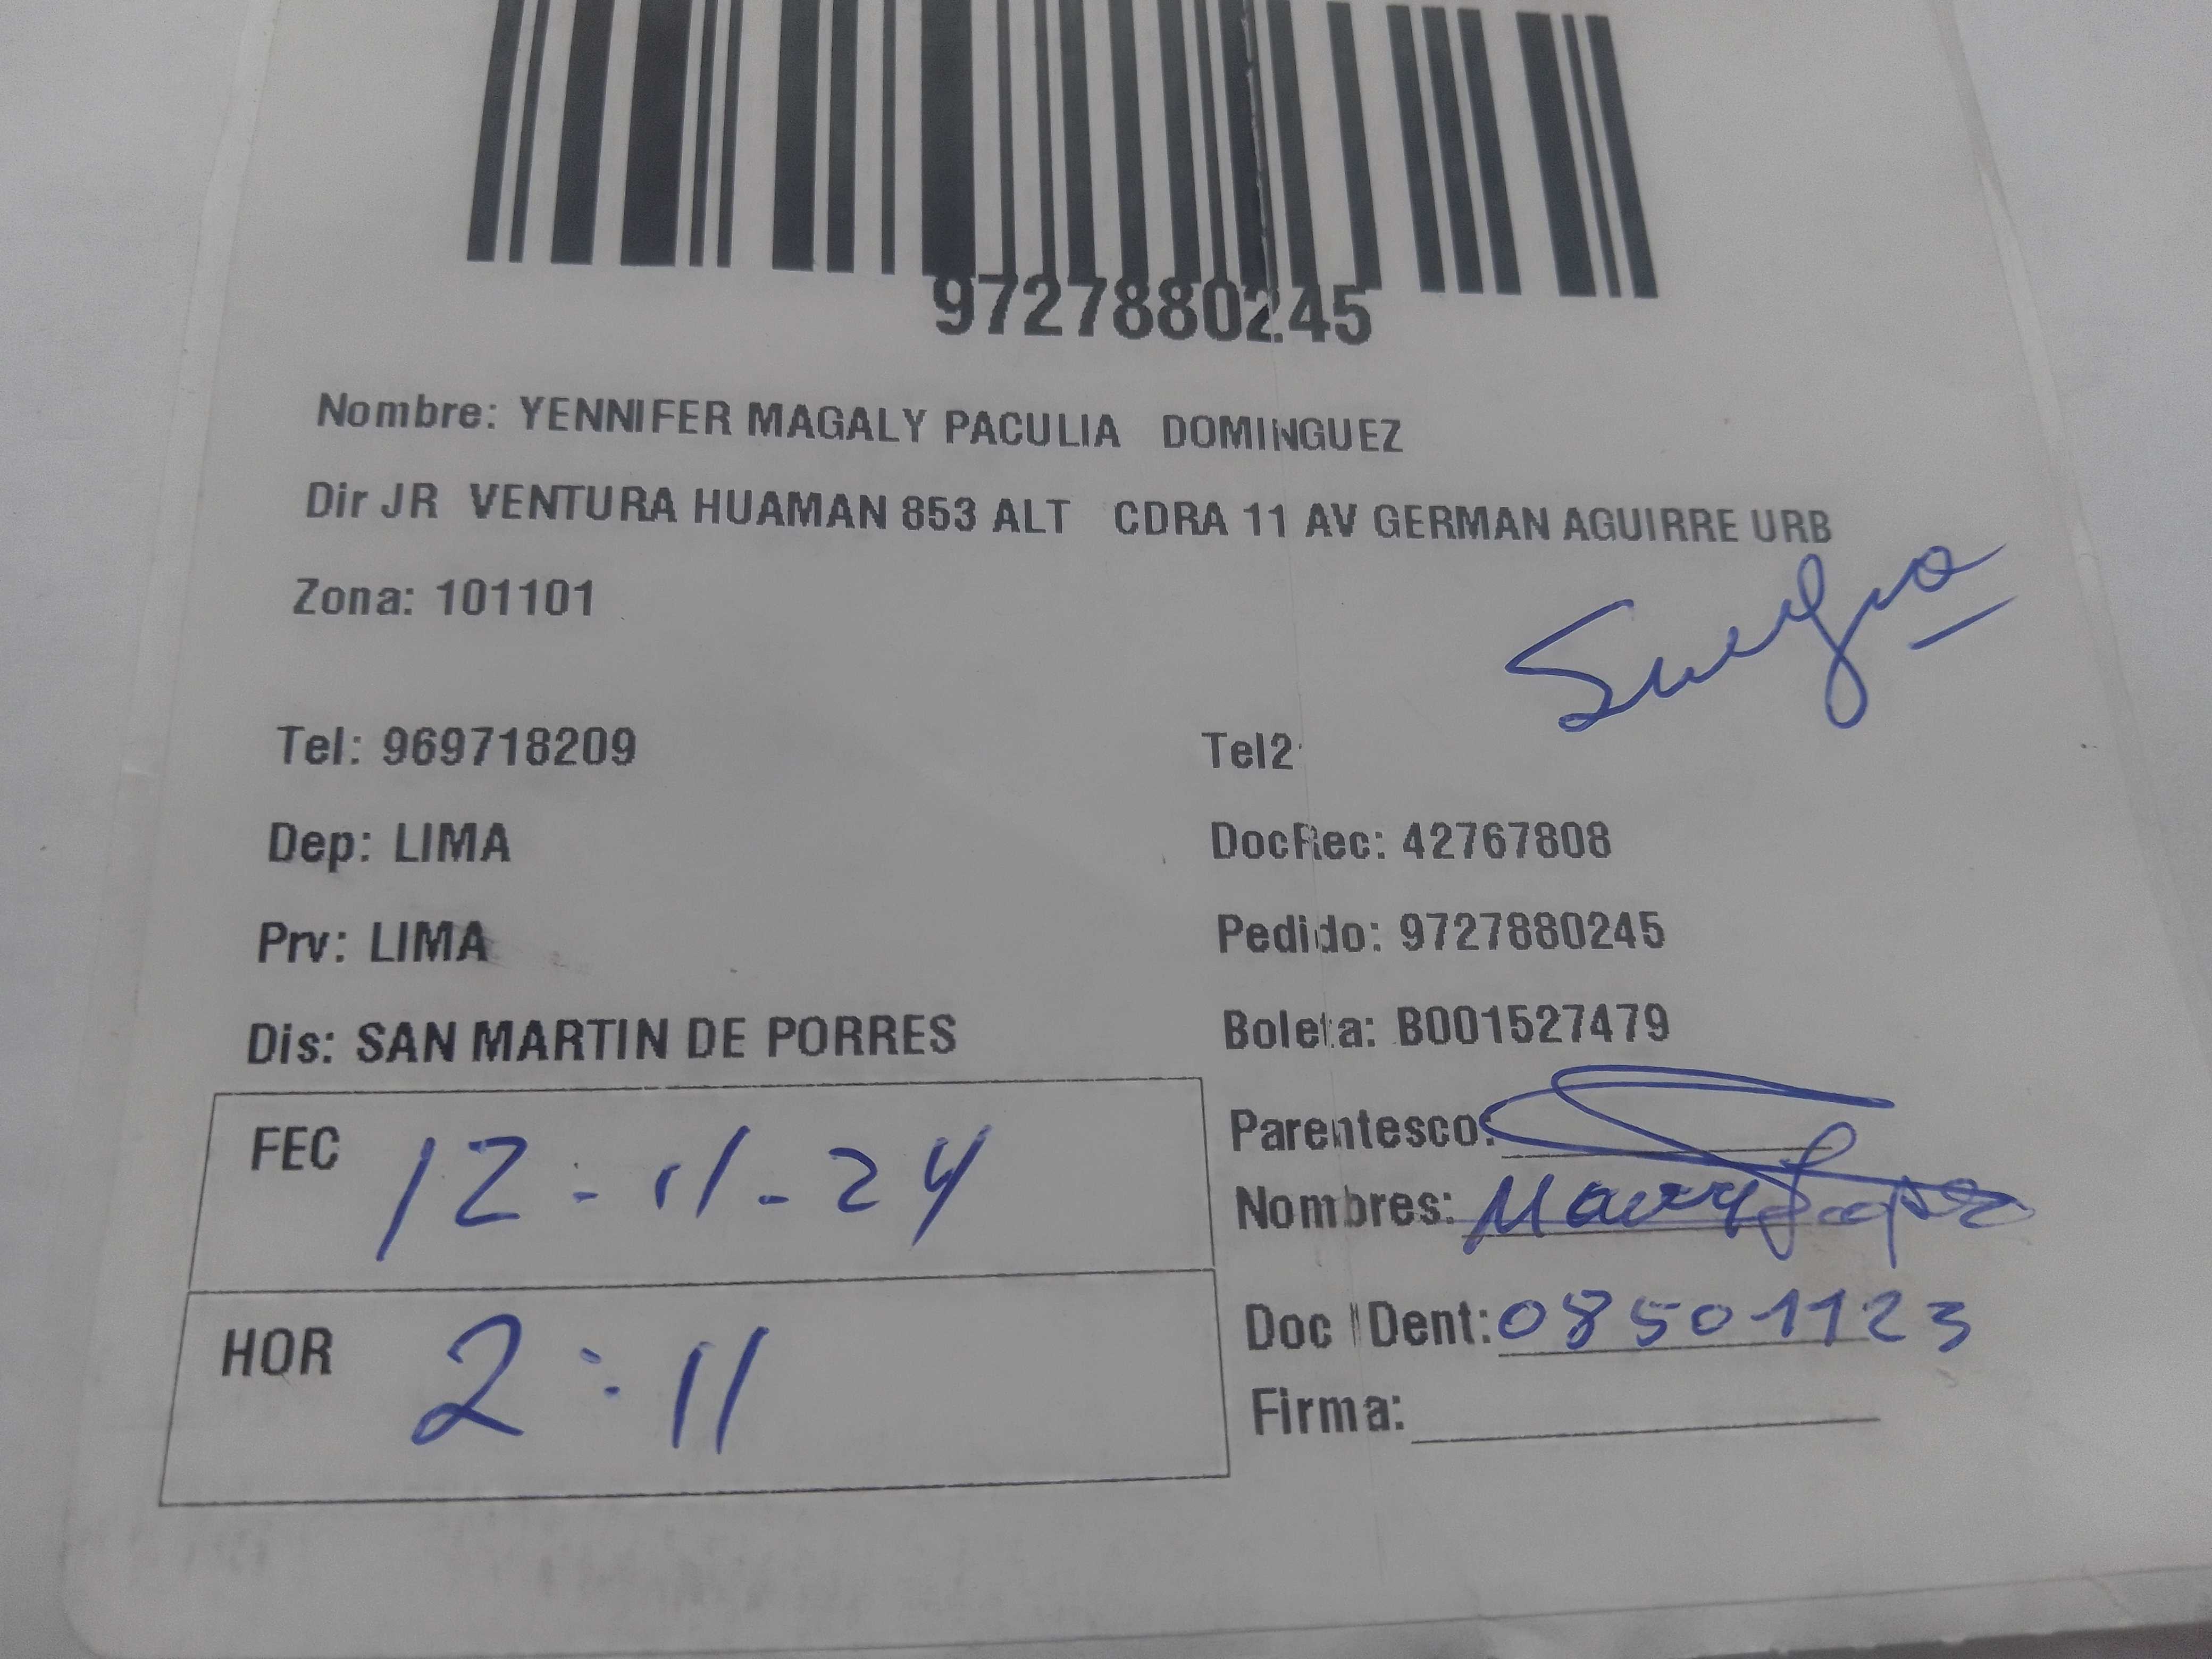 9727880245
Nombre: YENNIFER MAGALY PACULIA DOMINGUEZ
Dir JR VENTURA HUAMAN 853 ALT CDRA 11 AV GERMAN AGUIRRE URB
Zona: 101101
Suegro
Tel: 969718209 Tel2
Dep: LIMA DocRec: 42767808
Prv: LIMA Pedido: 9727880245
Dis: SAN MARTIN DE PORRES Boleta: B001527479
FEC 12-11-24 Parentesco:
Nombres:
HOR 2:11 Doc Dent: 08501123
Firma: